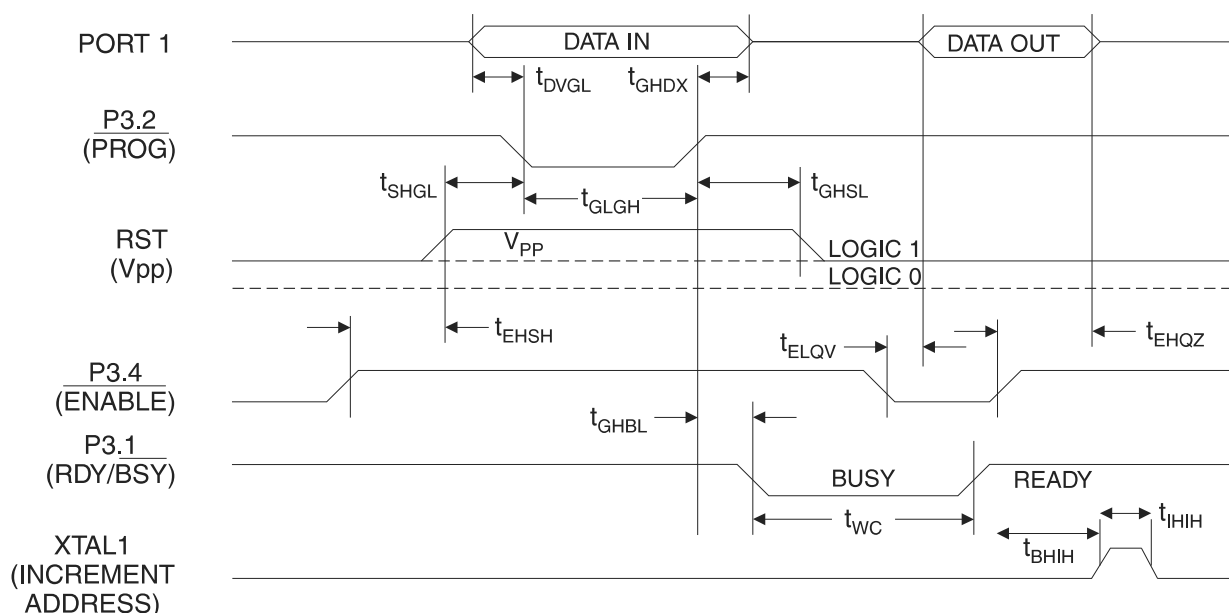 PORT 1
DATA IN
DATA OUT
tDVGL
tGHDX
P3.2
(PROG)
tSHGL
tGLGH
tGHSL
RST
(Vpp)
VPP
LOGIC 1
LOGIC 0
tEHSH
tELQV
tEHQZ
P3.4
(ENABLE)
tGHBL
P3.1
(RDY/BSY)
BUSY
READY
tWC
tIHIH
tBHIH
XTAL1
(INCREMENT
ADDRESS)